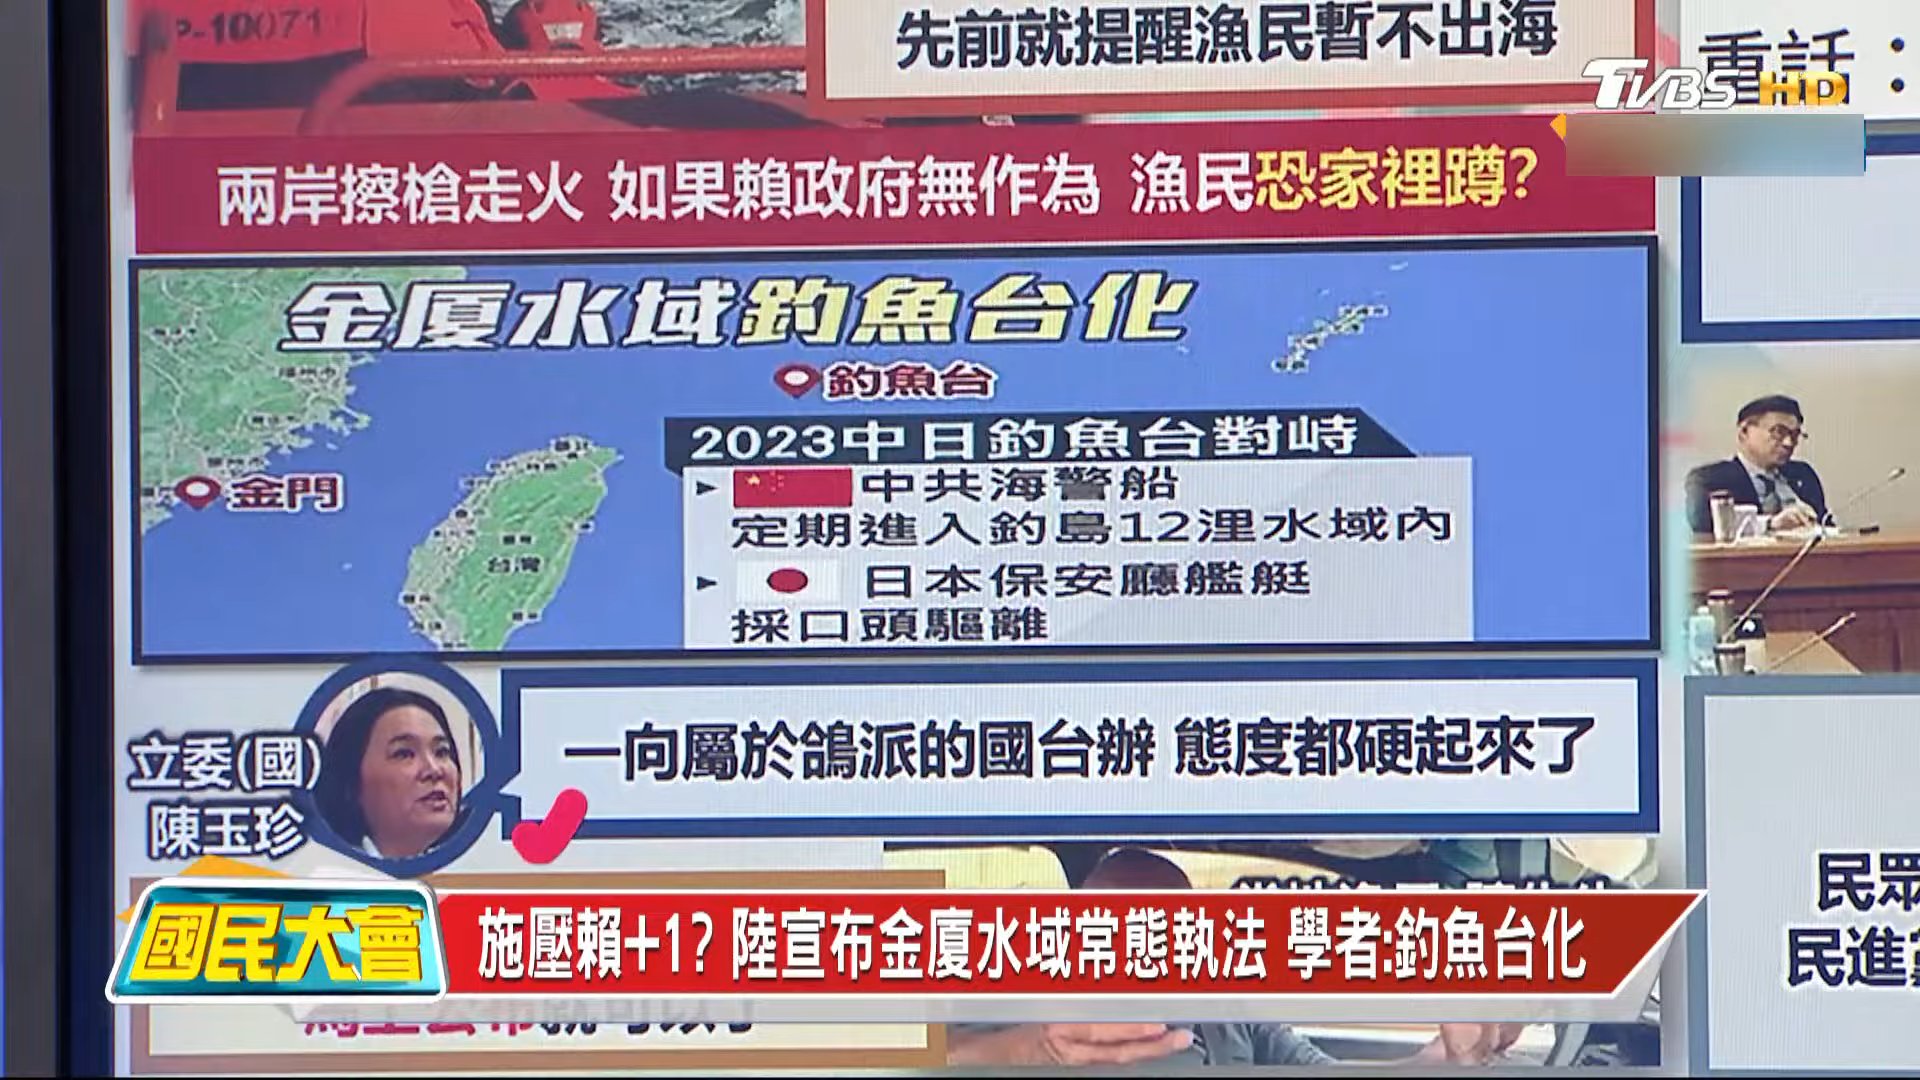 P-10071
先前就提醒漁民暫不出海
重話：
TVBS HD
兩岸擦槍走火 如果賴政府無作為 漁民恐家裡蹲?
金廈水域釣魚台化
釣魚台
金門
台灣
2023中日釣魚台對峙
中共海警船
定期進入釣島12浬水域內
日本保安廳艦艇
採口頭驅離
立委(國)
陳玉珍
一向屬於鴿派的國台辦 態度都硬起來了
民眾
民進黨
國民大會
施壓賴+1? 陸宣布金廈水域常態執法 學者:釣魚台化